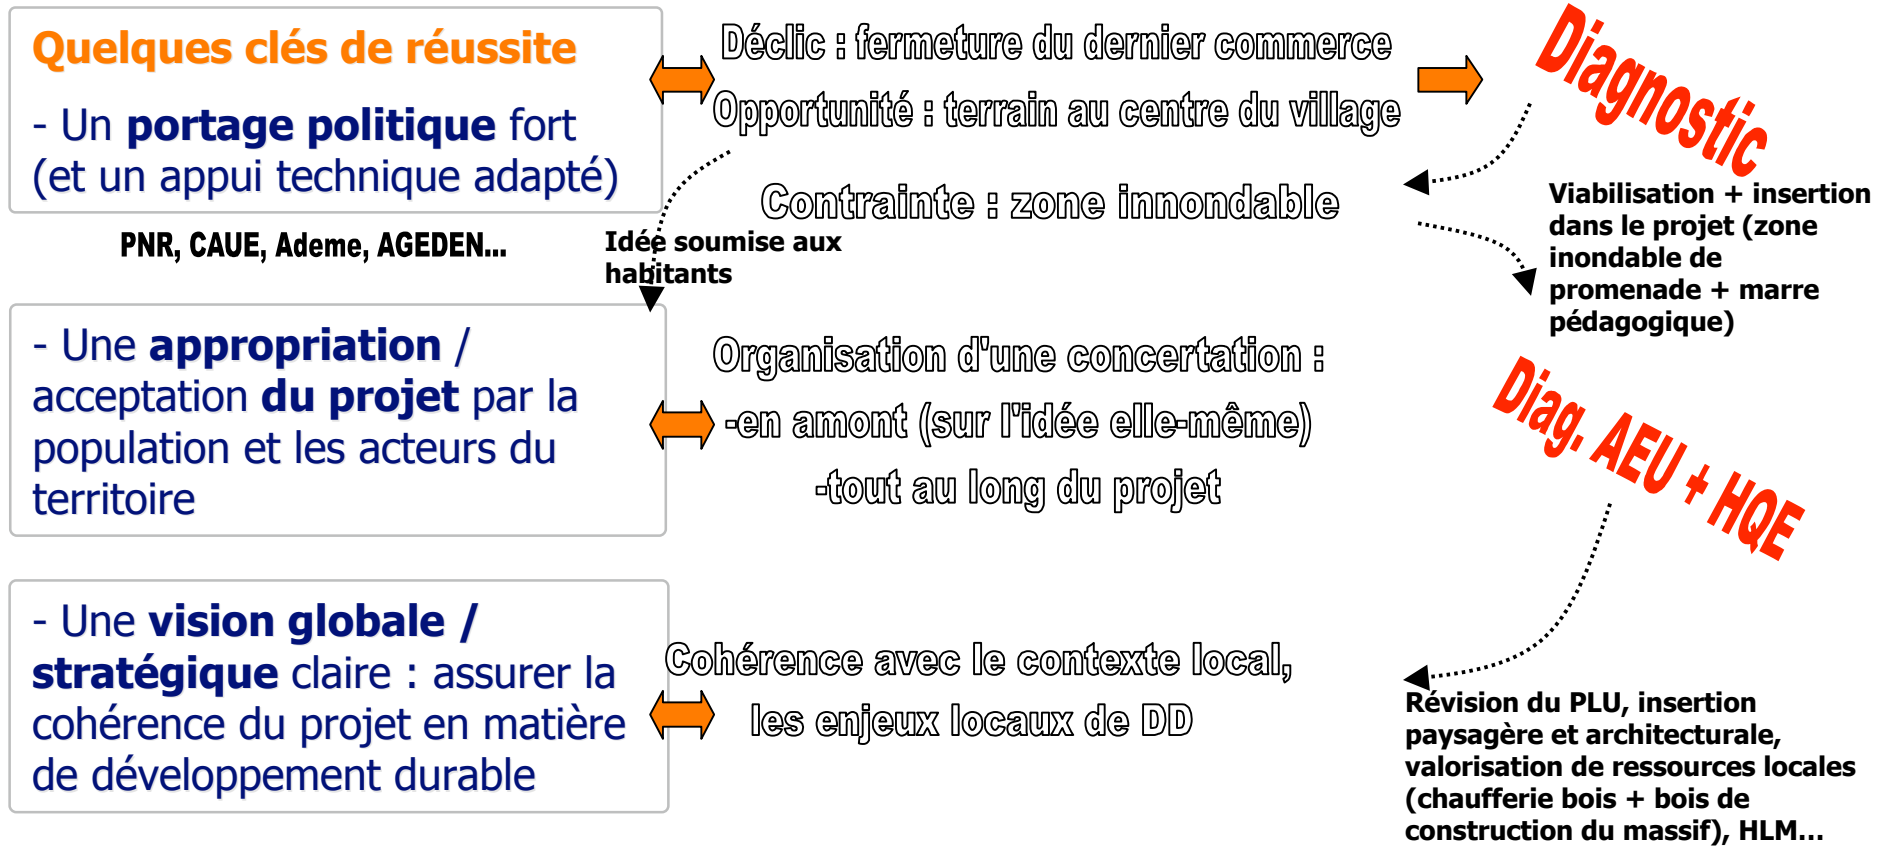 Quelques clés de réussite
- Un portage politique fort
(et un appui technique adapté)
PNR, CAUE, Ademe, AGEDEN...
Déclic : fermeture du dernier commerce
Opportunité : terrain au centre du village
Contrainte : zone innondable
Diagnostic
Viabilisation + insertion
dans le projet (zone
inondable de
promenade + marre
pédagogique)
Idée soumise aux
habitants
- Une appropriation /
acceptation du projet par la
population et les acteurs du
territoire
Organisation d'une concertation :
-en amont (sur l'idée elle-même)
-tout au long du projet
Diag. AEU + HQE
- Une vision globale /
stratégique claire : assurer la
cohérence du projet en matière
de développement durable
Cohérence avec le contexte local,
les enjeux locaux de DD
Révision du PLU, insertion
paysagère et architecturale,
valorisation de ressources locales
(chaufferie bois + bois de
construction du massif), HLM...